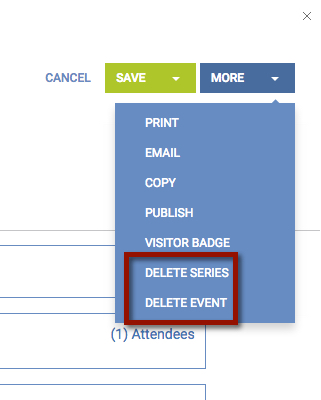 CANCEL SAVE MORE
PRINT
EMAIL
COPY
PUBLISH
VISITOR BADGE
DELETE SERIES
DELETE EVENT
(1) Attendees